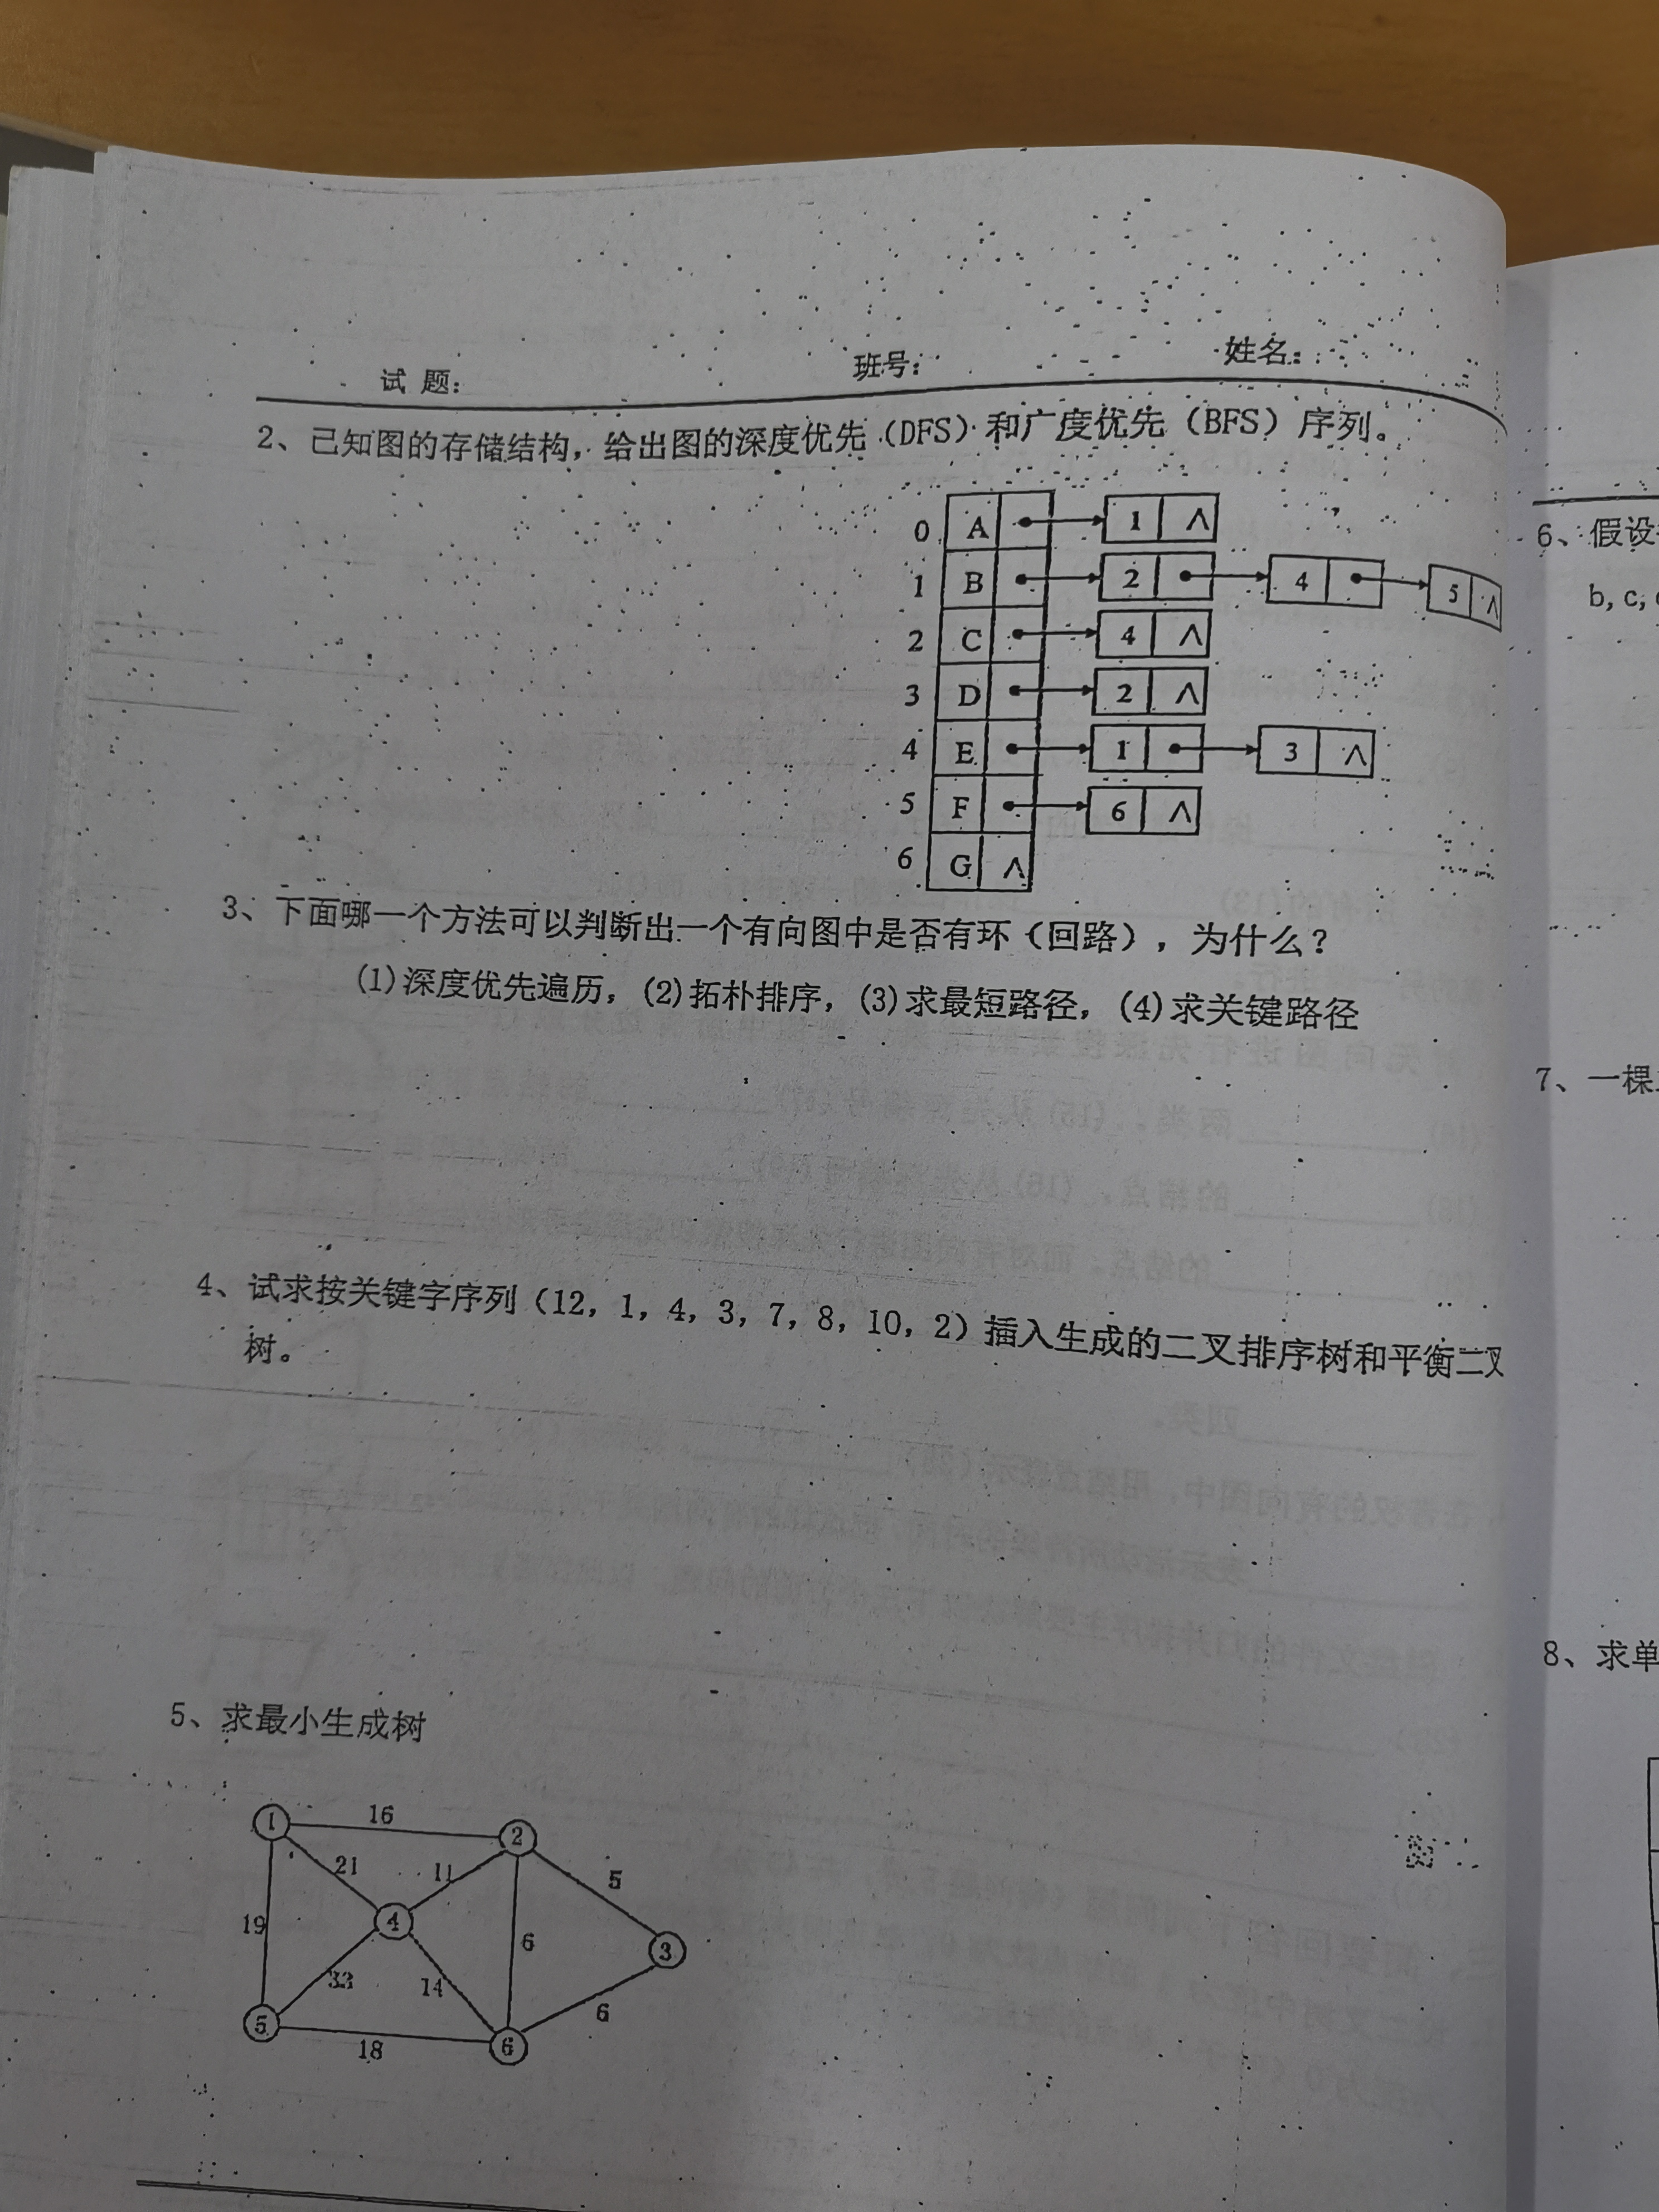 试 题： 班号： 姓名：
2、已知图的存储结构，给出图的深度优先（DFS）和广度优先（BFS）序列。
0 A 1 ∧
1 B 2 4 5 ∧
2 C 4 ∧
3 D 2 ∧
4 E 1 3 ∧
5 F 6 ∧
6 G ∧
3、下面哪一个方法可以判断出一个有向图中是否有环（回路），为什么？
(1)深度优先遍历，(2)拓朴排序，(3)求最短路径，(4)求关键路径
4、试求按关键字序列（12，1，4，3，7，8，10，2）插入生成的二叉排序树和平衡二叉
树。
5、求最小生成树
1 16 2
21 11 5
19 4 6 3
33 14 6
5 18 6
6、假设
b,c,
7、一棵
8、求单